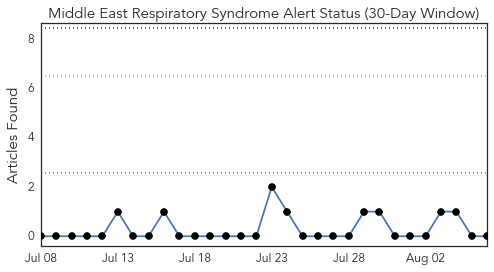 Middle East Respiratory Syndrome Alert Status (30-Day Window)
Articles Found
8
6
4
2
0
Jul 08 Jul 13 Jul 18 Jul 23 Jul 28 Aug 02